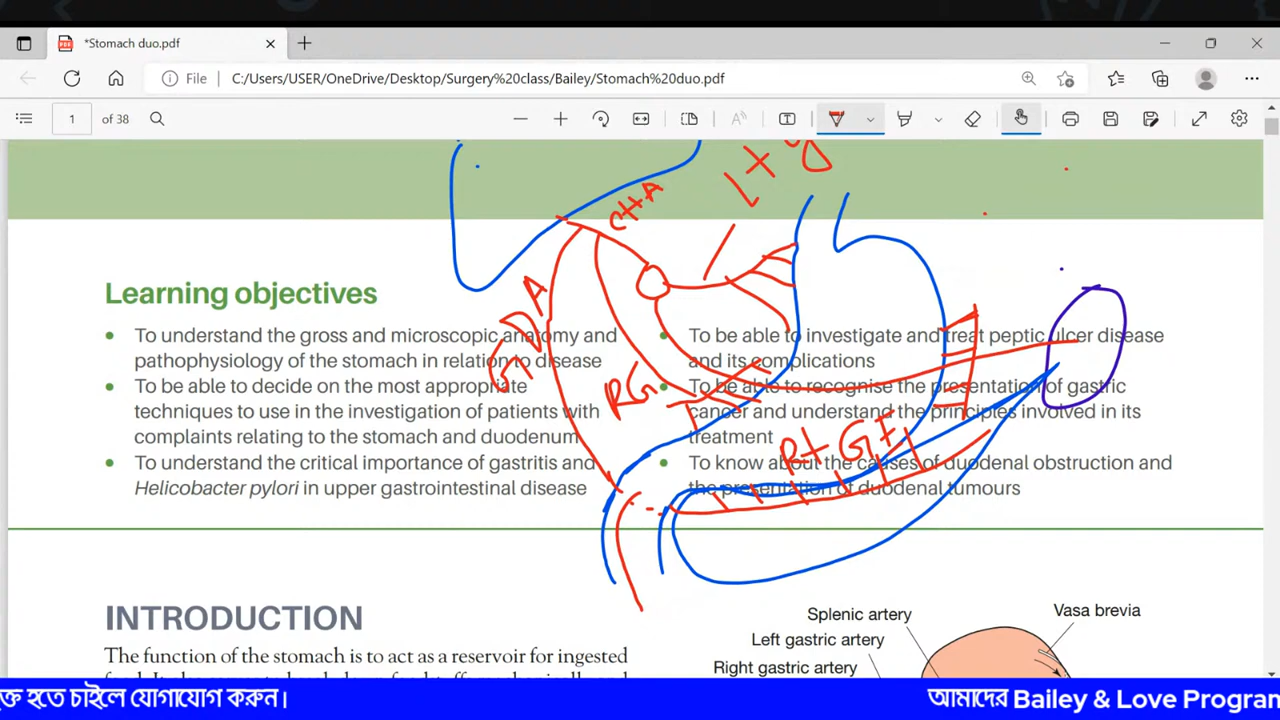 *Stomach duo.pdf
File C:/Users/USER/OneDrive/Desktop/Surgery%20class/Bailey/Stomach%20duo.pdf
1 of 38
Lt g
CHA
Learning objectives
• To understand the gross and microscopic anatomy and
pathophysiology of the stomach in relation to disease
• To be able to decide on the most appropriate
techniques to use in the investigation of patients with
complaints relating to the stomach and duodenum
• To understand the critical importance of gastritis and
Helicobacter pylori in upper gastrointestinal disease
• To be able to investigate and treat peptic ulcer disease
and its complications
• To be able to recognise the presentation of gastric
cancer and understand the principles involved in its
treatment
• To know about the causes of duodenal obstruction and
the presentation of duodenal tumours
GDA
RG
Rt GE
INTRODUCTION
The function of the stomach is to act as a reservoir for ingested
Splenic artery
Vasa brevia
Left gastric artery
Right gastric artery
ক্ত হতে চাইলে যোগাযোগ করুন।
আমাদের Bailey & Love Program